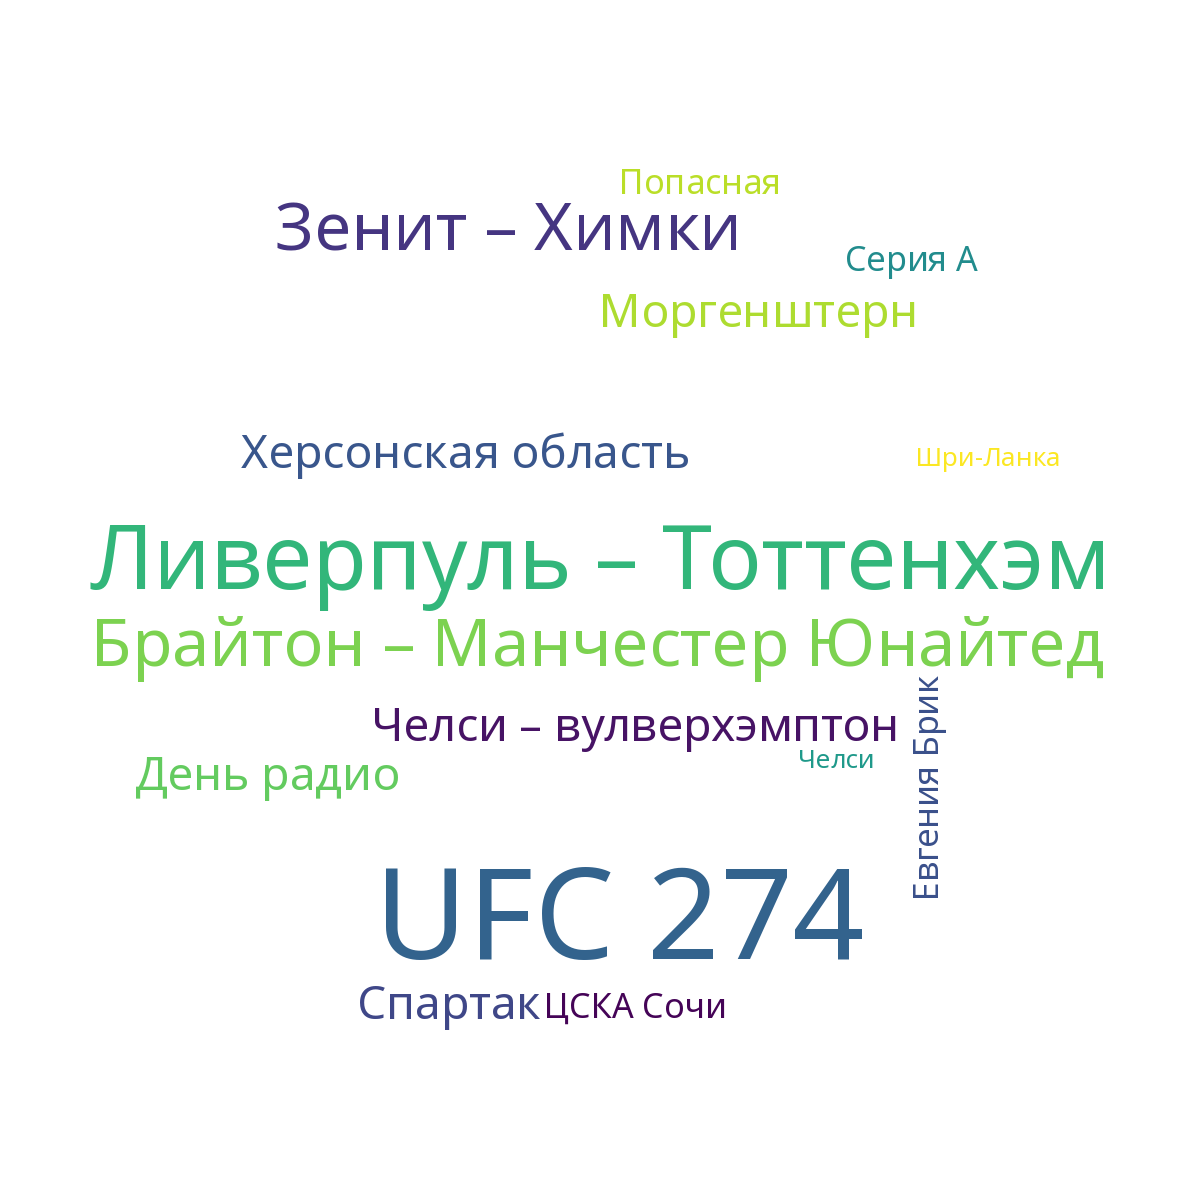 Попасная
Зенит – Химки
Серия А
Моргенштерн
Херсонская область
Шри-Ланка
Ливерпуль – Тоттенхэм
Брайтон – Манчестер Юнайтед
Челси – вулверхэмптон
Челси
День радио
Евгения Брик
UFC 274
Спартак
ЦСКА Сочи